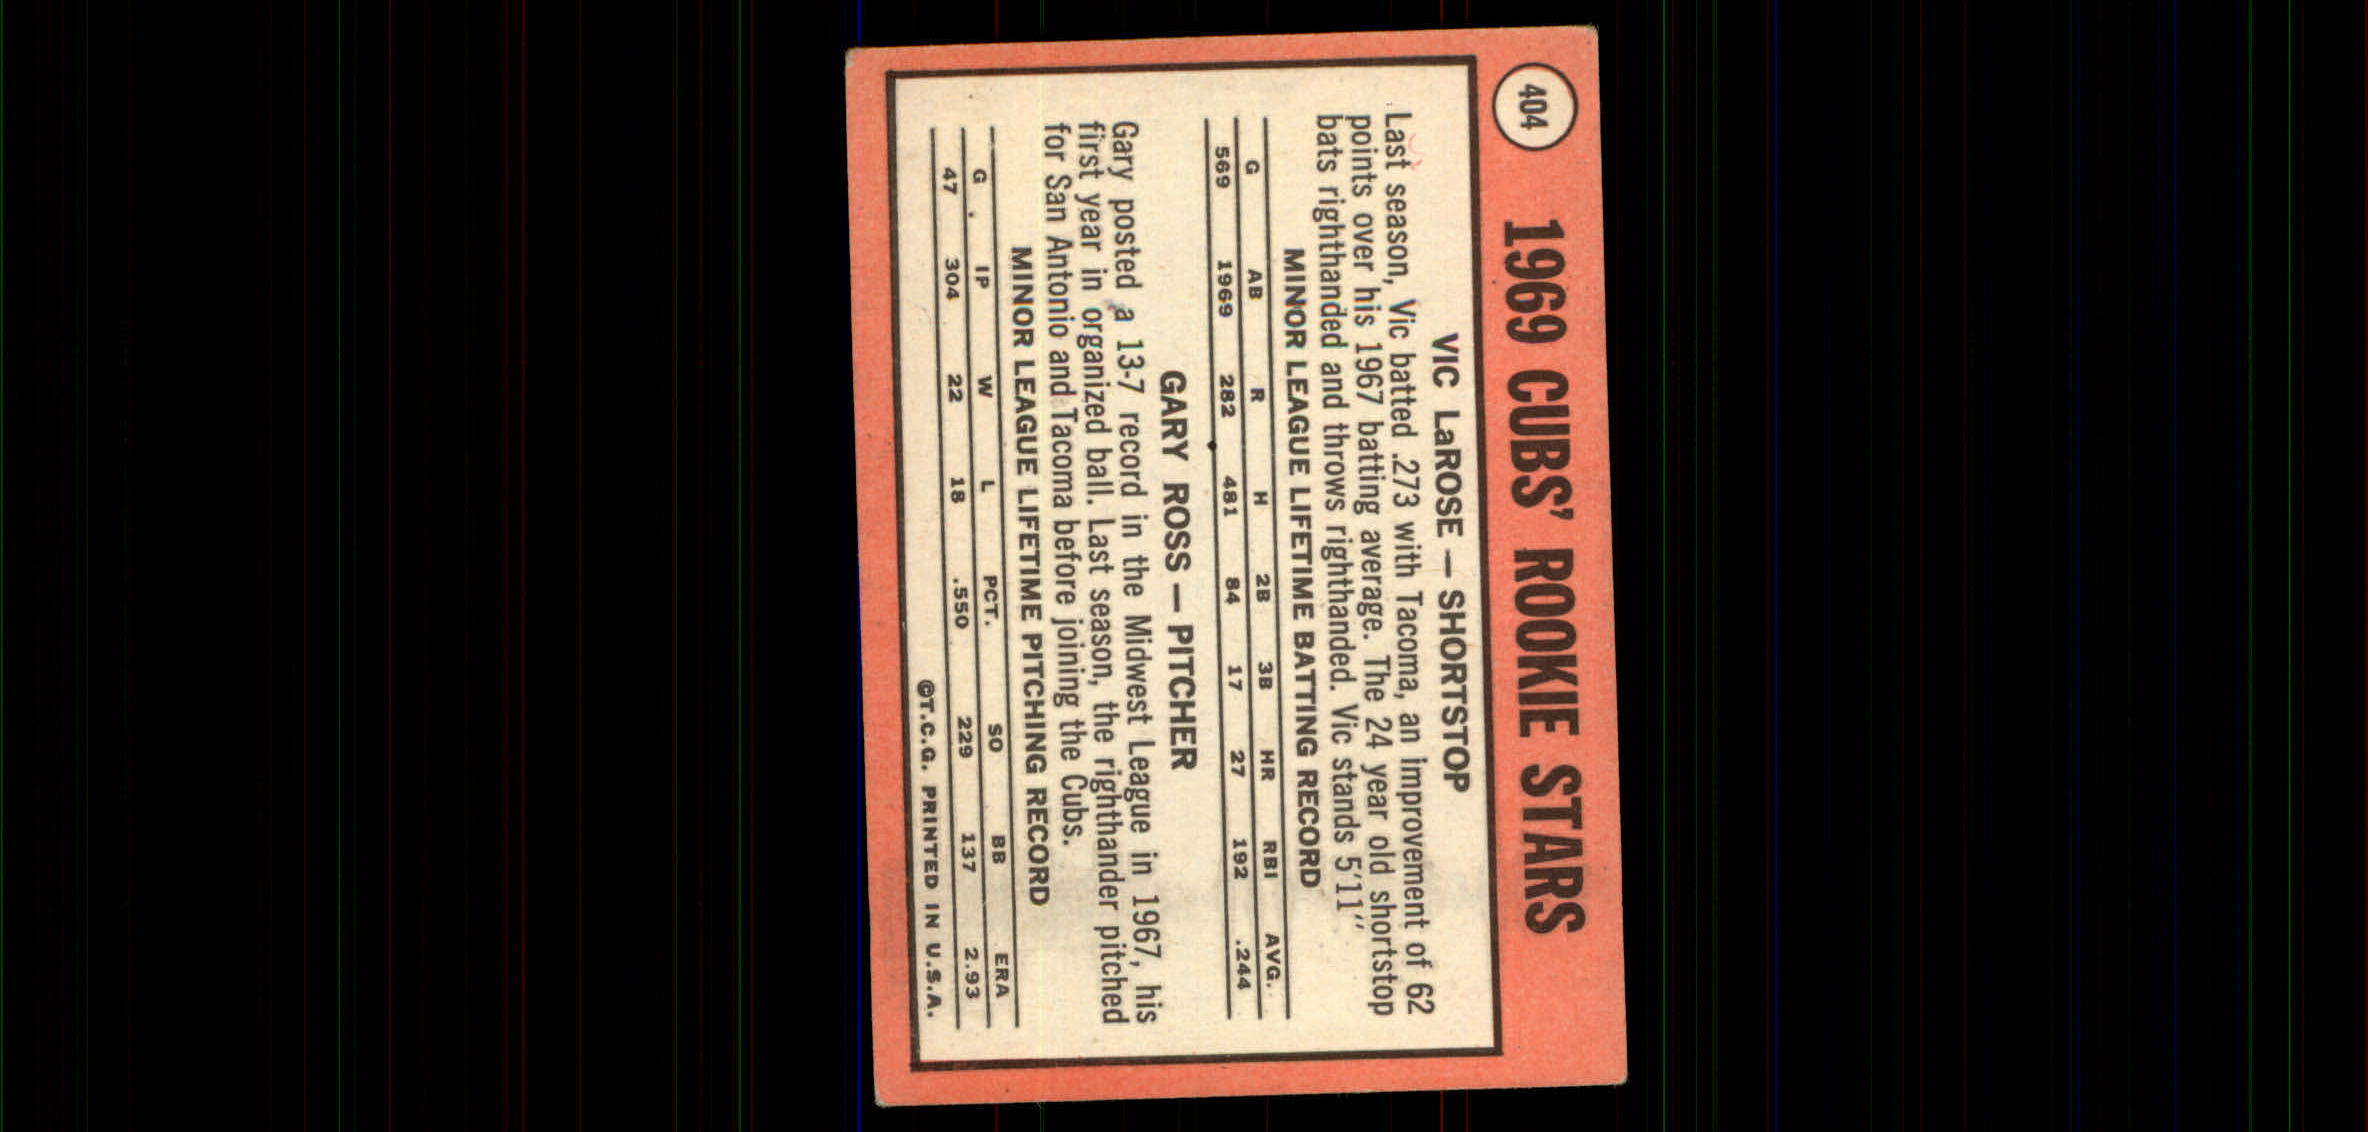 404
1969 CUBS' ROOKIE STARS
VIC LaROSE — SHORTSTOP
Last season, Vic batted .273 with Tacoma, an improvement of 62
points over his 1967 batting average. The 24 year old shortstop
bats righthanded and throws righthanded. Vic stands 5'11''
MINOR LEAGUE LIFETIME BATTING RECORD
G AB R H 2B 3B HR RBI AVG.
569 1969 282 481 84 17 27 192 .244
GARY ROSS — PITCHER
Gary posted a 13-7 record in the Midwest League in 1967, his
first year in organized ball. Last season, the righthander pitched
for San Antonio and Tacoma before joining the Cubs.
MINOR LEAGUE LIFETIME PITCHING RECORD
G IP W L PCT. SO BB ERA
47 304 22 18 .550 229 137 2.93
©T.C.G. PRINTED IN U.S.A.